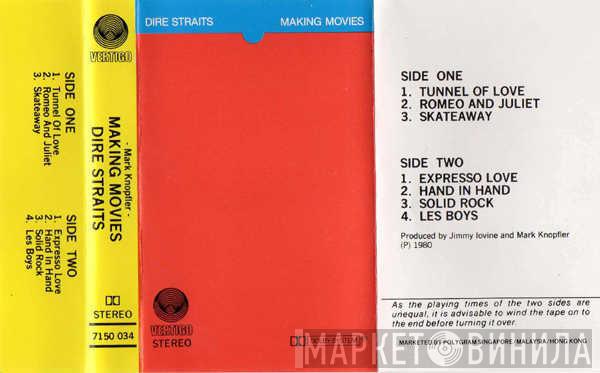 SIDE ONE
1. Tunnel Of Love
2. Romeo And Juliet
3. Skateaway
SIDE TWO
1. Expresso Love
2. Hand In Hand
3. Solid Rock
4. Les Boys
VERTIGO
- Mark Knopfler -
MAKING MOVIES
DIRE STRAITS
STEREO
7150 034
DIRE STRAITS MAKING MOVIES
VERTIGO
STEREO
DOLBY SYSTEM
SIDE ONE
1. TUNNEL OF LOVE
2. ROMEO AND JULIET
3. SKATEAWAY
SIDE TWO
1. EXPRESSO LOVE
2. HAND IN HAND
3. SOLID ROCK
4. LES BOYS
Produced by Jimmy Iovine and Mark Knopfler
(P) 1980
As the playing times of the two sides are
unequal, it is advisable to wind the tape on to
the end before turning it over.
MARKETED BY POLYGRAM SINGAPORE/MALAYSIA/HONG KONG
МАРКЕТ ВИНИЛА